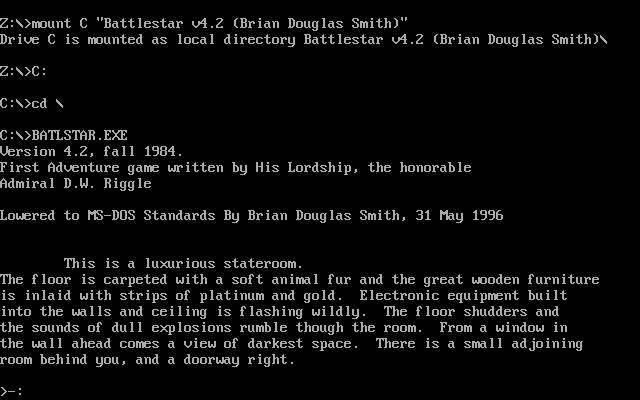 Z:\>mount C "Battlestar v4.2 (Brian Douglas Smith)"
Drive C is mounted as local directory Battlestar v4.2 (Brian Douglas Smith)\
Z:\>C:
C:\>cd \
C:\>BATLSTAR.EXE
Version 4.2, fall 1984.
First Adventure game written by His Lordship, the honorable
Admiral D.W. Riggle
Lowered to MS-DOS Standards By Brian Douglas Smith, 31 May 1996
This is a luxurious stateroom.
The floor is carpeted with a soft animal fur and the great wooden furniture
is inlaid with strips of platinum and gold.  Electronic equipment built
into the walls and ceiling is flashing wildly.  The floor shudders and
the sounds of dull explosions rumble though the room.  From a window in
the wall ahead comes a view of darkest space.  There is a small adjoining
room behind you, and a doorway right.
>-: